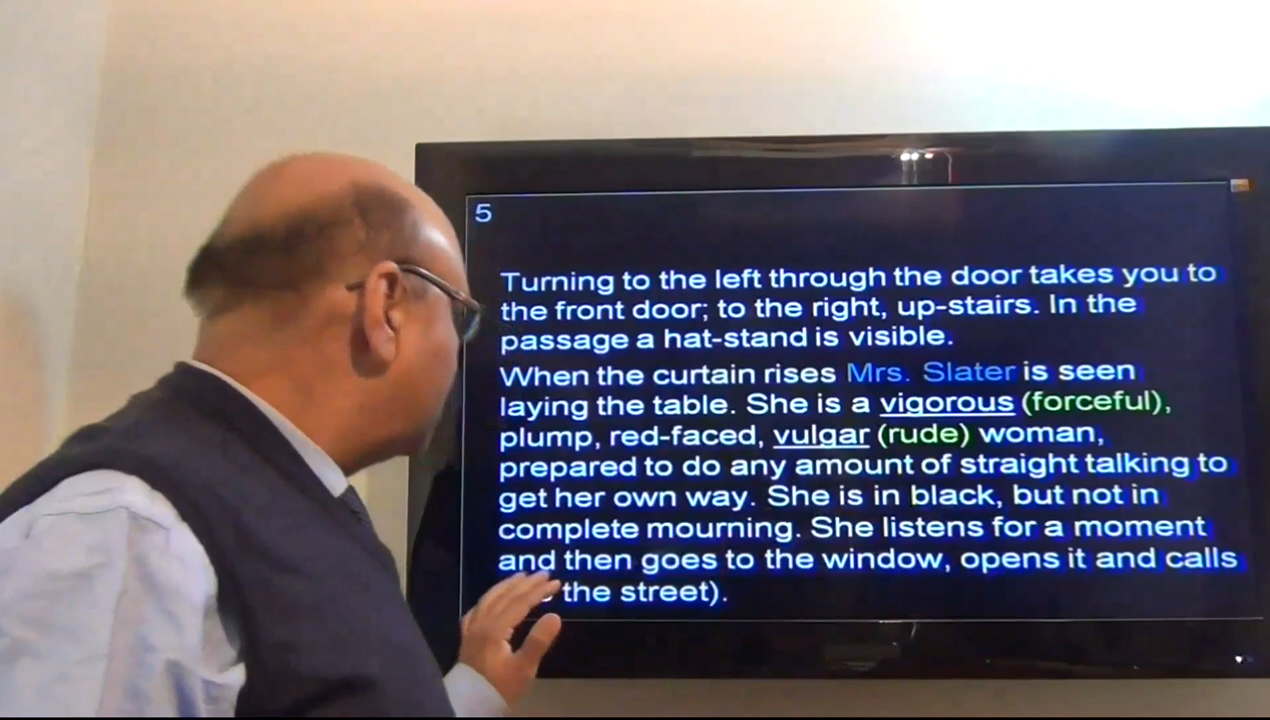 5
Turning to the left through the door takes you to
the front door; to the right, up-stairs. In the
passage a hat-stand is visible.
When the curtain rises Mrs. Slater is seen
laying the table. She is a vigorous (forceful),
plump, red-faced, vulgar (rude) woman,
prepared to do any amount of straight talking to
get her own way. She is in black, but not in
complete mourning. She listens for a moment
and then goes to the window, opens it and calls
the street).